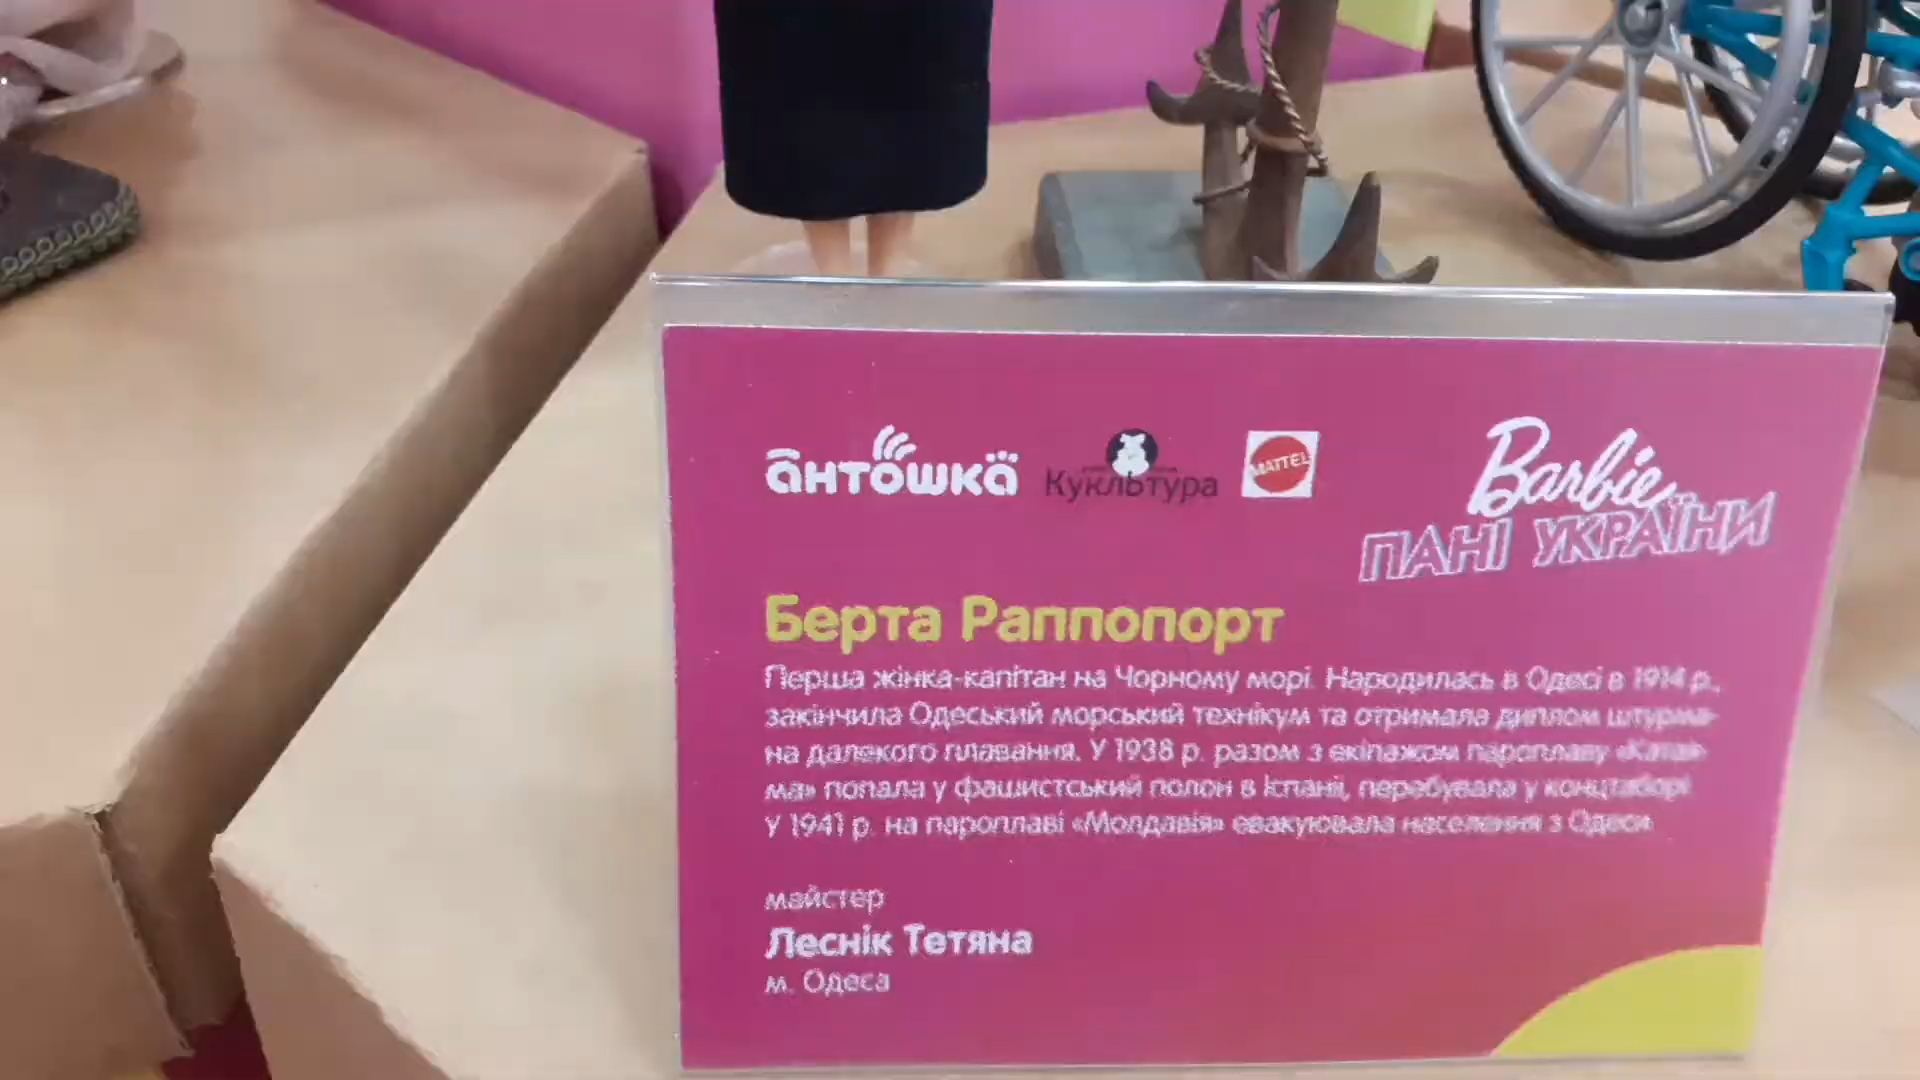 антошка Кукльтура MATTEL Barbie
ПАНІ УКРАЇНИ
Берта Раппопорт
Перша жінка-капітан на Чорному морі. Народилась в Одесі в 1914 р.,
закінчила Одеський морський технікум та отримала диплом штурма-
на далекого плавання. У 1938 р. разом з екіпажом пароплаву
ма» попала у фашистський полон в Іспанії, перебувала у концтаборі.
У 1941 р. на пароплаві «Молдавія» евакуювала населення з Одеси.
майстер
Леснік Тетяна
м. Одеса